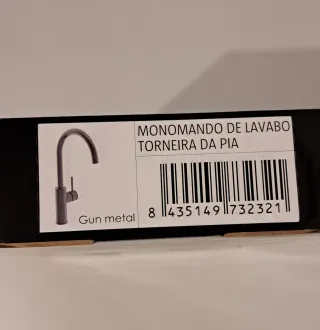 MONOMANDO DE LAVABO
TORNEIRA DA PIA
Gun metal
8 435149 732321